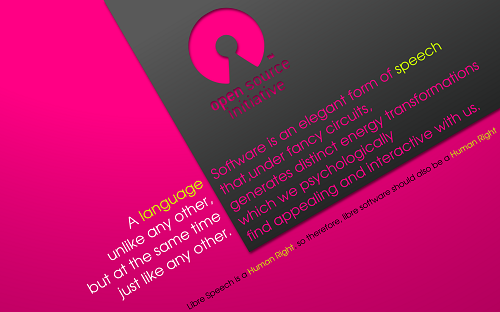 open source
initiative
Software is an elegant form of speech
that,under fancy circuits,
generates distinct energy transformations
which we psychologically
find appealing and interactive with us.
A language
unlike any other,
but at the same time
just like any other.
Libre Speech is a Human Right, so therefore, libre software should also be a Human Right